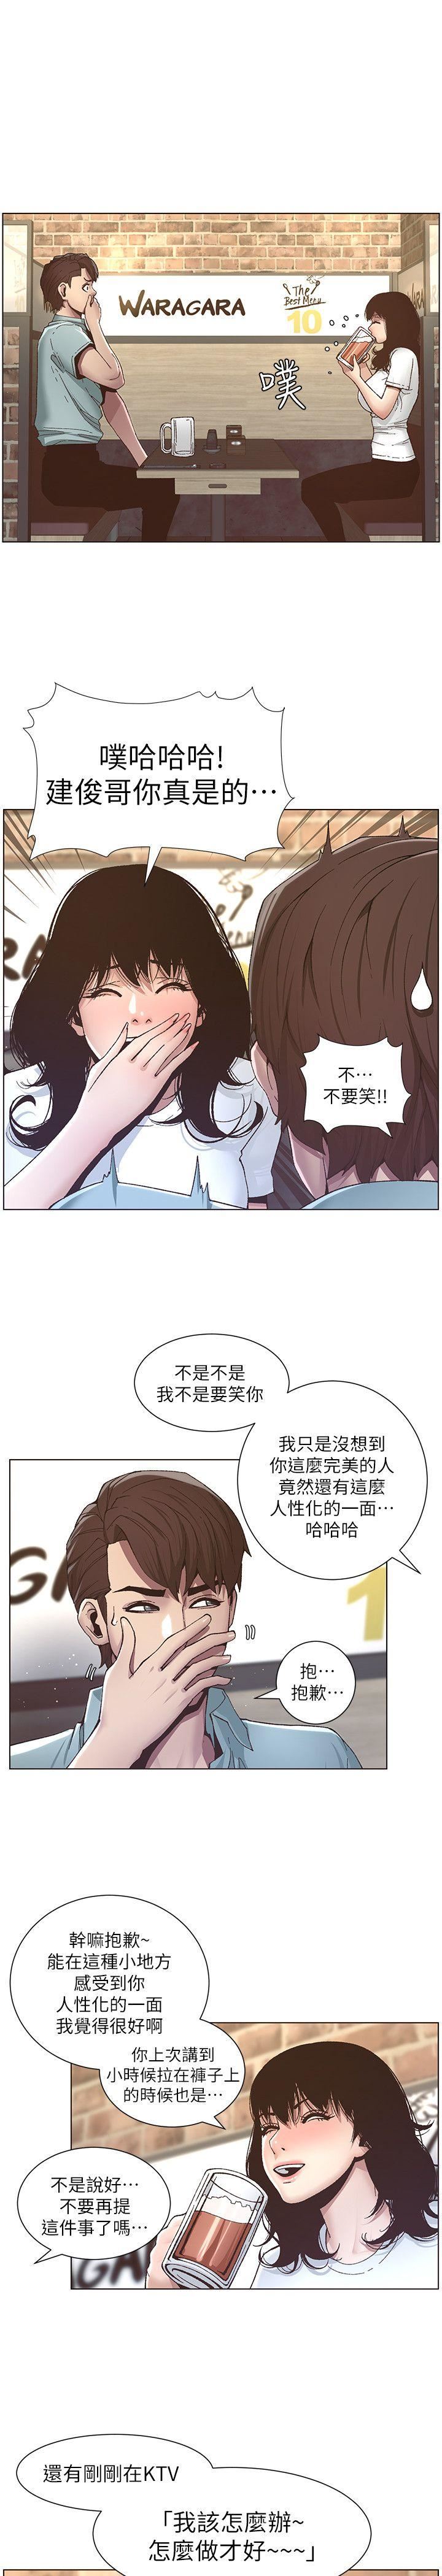 WARAGARA
The
Best Menu
10
噗
噗哈哈哈!
建俊哥你真是的…
不…
不要笑!!
不是不是
我不是要笑你
我只是沒想到
你這麼完美的人
竟然還有這麼
人性化的一面…
哈哈哈
抱…
抱歉…
幹嘛抱歉~
能在這種小地方
感受到你
人性化的一面
我覺得很好啊
你上次講到
小時候拉在褲子上
的時候也是…
不是說好…
不要再提
這件事了嗎…
還有剛剛在KTV
「我該怎麼辦~
怎麼做才好~~~」